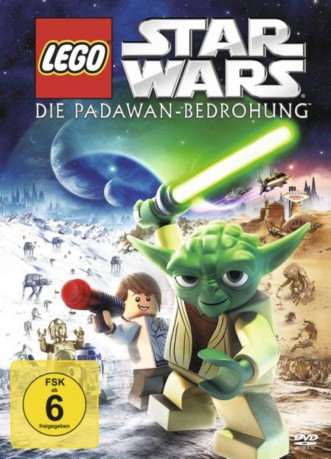 LEGO
STAR
WARS
DIE PADAWAN-BEDROHUNG
FSK
ab
6
freigegeben
DVD